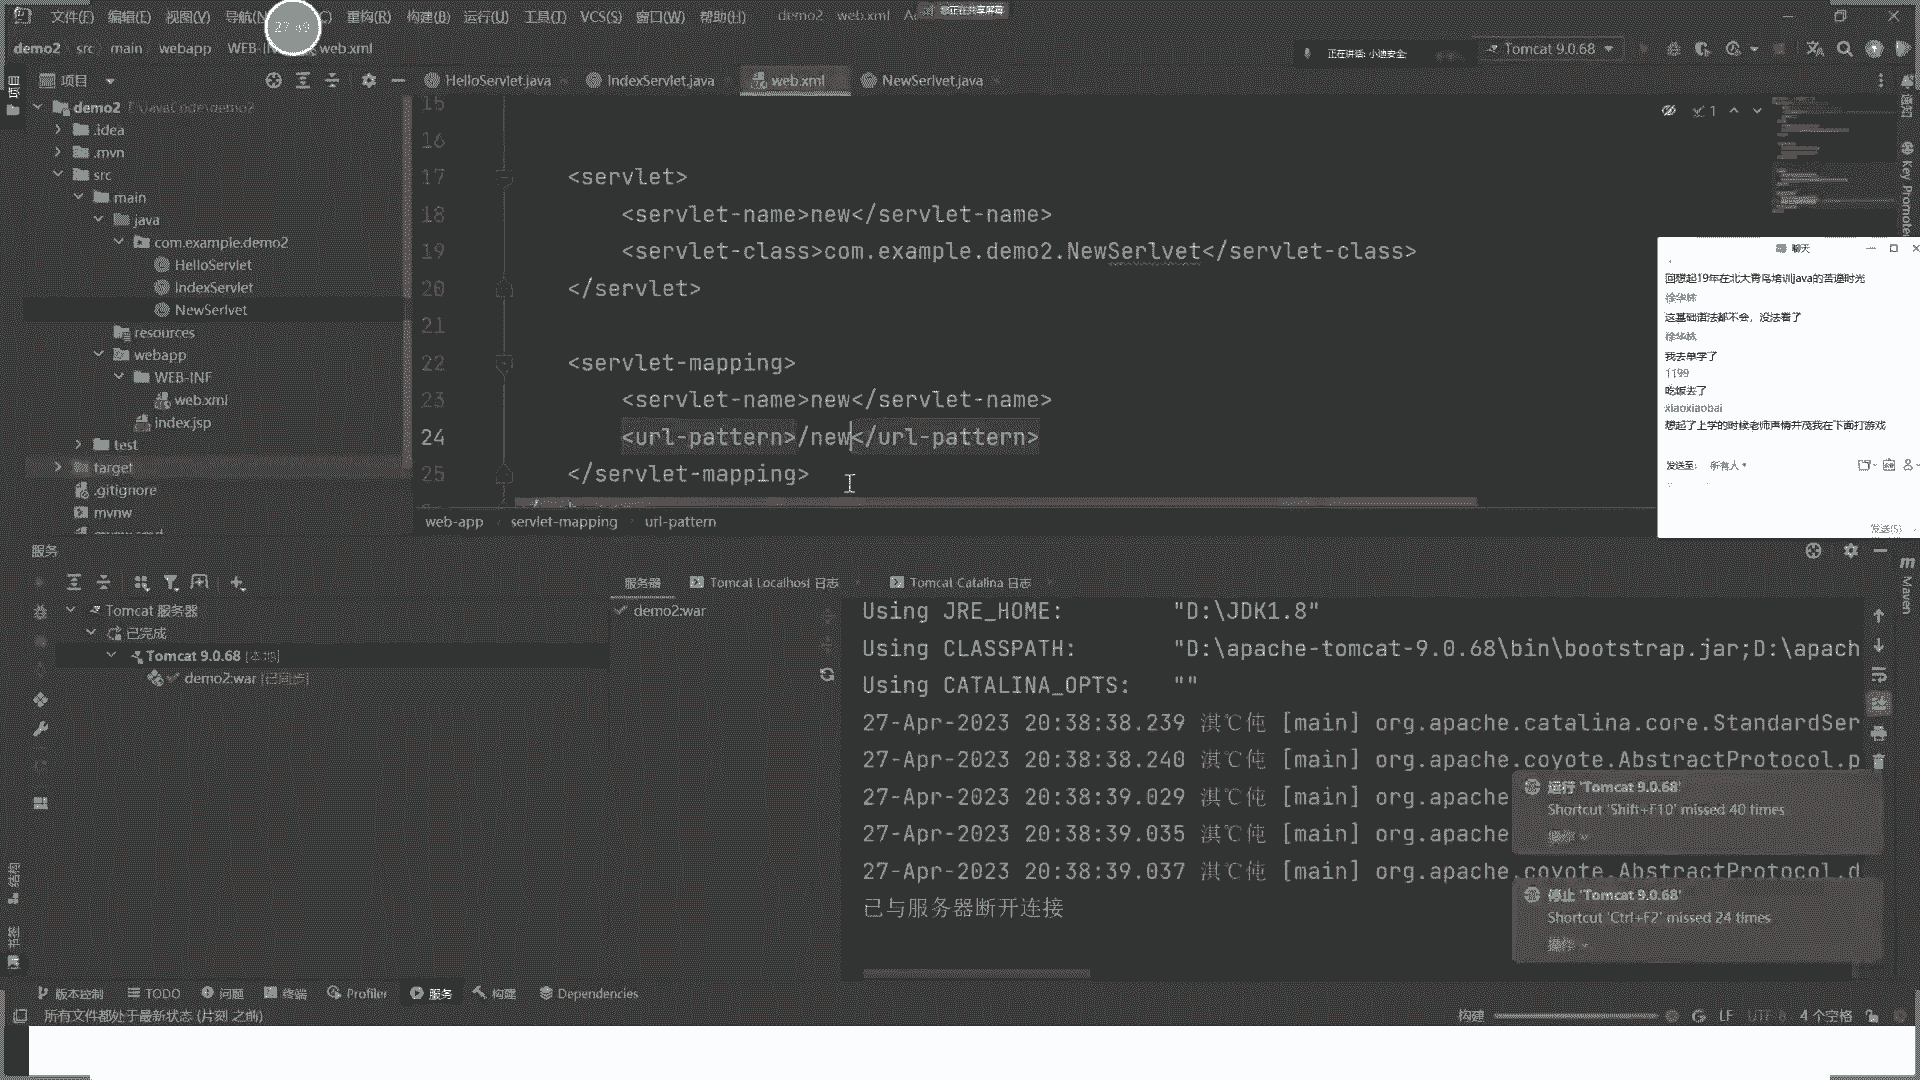 文件(F) 编辑(E) 视图(V) 重构(R) 构建(B) 运行(U) 工具(T) VCS(S) 窗口(W) 帮助(H) demo2 web.xml
您正在共享屏幕
demo2 src main webapp web.xml
正在讲话: 小迪安全
Tomcat 9.0.68
项目
HelloServlet.java IndexServlet.java web.xml NewSerlvet.java
demo2 E:\JavaCode\demo2
.idea
.mvn
src
main
java
com.example.demo2
HelloServlet
IndexServlet
NewSerlvet
resources
webapp
WEB-INF
web.xml
index.jsp
test
target
.gitignore
mvnw
15
16
17 <servlet>
18 <servlet-name>new</servlet-name>
19 <servlet-class>com.example.demo2.NewSerlvet</servlet-class>
20 </servlet>
21
22 <servlet-mapping>
23 <servlet-name>new</servlet-name>
24 <url-pattern>/new</url-pattern>
25 </servlet-mapping>
1
web-app servlet-mapping url-pattern
通知
Key Promoter
聊天
回想起19年在北大青鸟培训java的苦逼时光
这基础语法都不会，没法看了
我去单学了
1199
吃饭去了
xiaoxiaobai
想起了上学的时候老师声情并茂我在下面打游戏
发送至: 所有人
发送(S)
服务
Maven
服务器 Tomcat Localhost 日志 Tomcat Catalina 日志
Tomcat 服务器
已完成
Tomcat 9.0.68 [本地]
demo2:war [已同步]
demo2:war
Using JRE_HOME: "D:\JDK1.8"
Using CLASSPATH: "D:\apache-tomcat-9.0.68\bin\bootstrap.jar;D:\apach
Using CATALINA_OPTS: ""
27-Apr-2023 20:38:38.239 淇℃伅 [main] org.apache.catalina.core.StandardSer
27-Apr-2023 20:38:38.240 淇℃伅 [main] org.apache.coyote.AbstractProtocol.p
27-Apr-2023 20:38:39.029 淇℃伅 [main] org.apache
27-Apr-2023 20:38:39.035 淇℃伅 [main] org.apache
27-Apr-2023 20:38:39.037 淇℃伅 [main] org.apache.coyote.AbstractProtocol.d
已与服务器断开连接
运行 'Tomcat 9.0.68'
Shortcut 'Shift+F10' missed 40 times
操作
停止 'Tomcat 9.0.68'
Shortcut 'Ctrl+F2' missed 24 times
操作
结构
书签
版本控制 TODO 问题 终端 Profiler 服务 构建 Dependencies
所有文件都处于最新状态 (片刻 之前)
构建 LF UTF-8 4 个空格